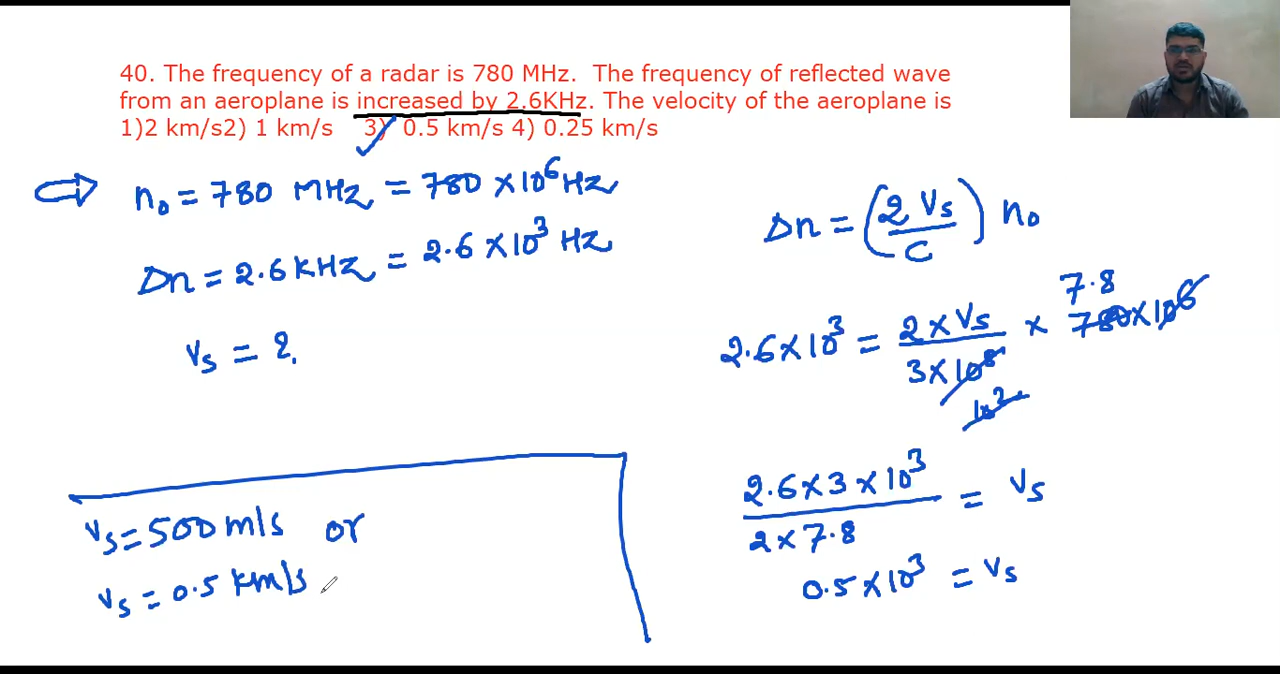 40. The frequency of a radar is 780 MHz. The frequency of reflected wave
from an aeroplane is increased by 2.6KHz. The velocity of the aeroplane is
1)2 km/s2) 1 km/s 3) 0.5 km/s 4) 0.25 km/s
n₀ = 780 MHz = 780 × 10⁶ Hz
Δn = 2.6 KHz = 2.6 × 10³ Hz
Vs = ?
Vs = 500 m/s or
Vs = 0.5 km/s
Δn = (2 Vs / C) n₀
7.8
2.6 × 10³ = 2 × Vs / 3 × 10⁸ × 780 × 10⁶
10²
2.6 × 3 × 10³ / 2 × 7.8 = Vs
0.5 × 10³ = Vs